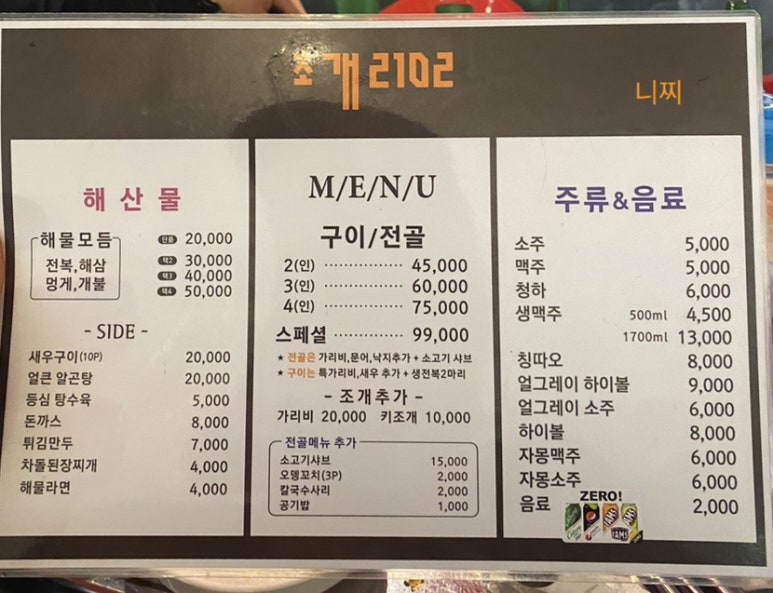 조개 2102
니찌
해산물
해물모듬
전복,해삼
멍게,개불
단품 20,000
택2 30,000
택3 40,000
택4 50,000
- SIDE -
새우구이(10P) 20,000
얼큰 알곤탕 20,000
등심 탕수육 5,000
돈까스 8,000
튀김만두 7,000
차돌된장찌개 4,000
해물라면 4,000
M/E/N/U
구이/전골
2(인) ················ 45,000
3(인) ················ 60,000
4(인) ················ 75,000
스페셜 ············ 99,000
★ 전골은 가리비,문어,낙지추가 + 소고기 샤브
★ 구이는 특가리비,새우 추가 + 생전복2마리
- 조개추가 -
가리비 20,000 키조개 10,000
전골메뉴 추가
소고기샤브 15,000
오뎅꼬치(3P) 2,000
칼국수사리 2,000
공기밥 1,000
주류&음료
소주 5,000
맥주 5,000
청하 6,000
생맥주 500ml 4,500
1700ml 13,000
칭따오 8,000
얼그레이 하이볼 9,000
얼그레이 소주 6,000
하이볼 8,000
자몽맥주 6,000
자몽소주 6,000
ZERO!
음료 2,000